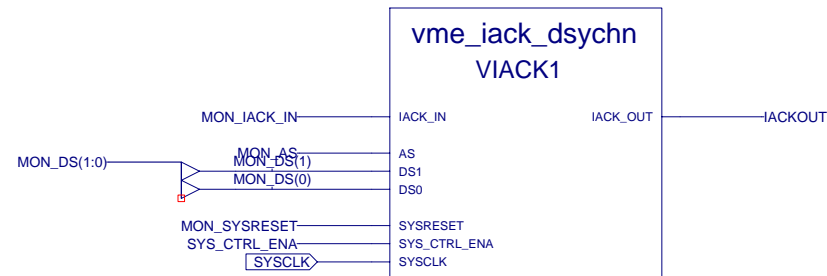 vme_iack_dsychn
VIACK1
MON_IACK_IN IACK_IN IACK_OUT IACKOUT
MON_AS AS
MON_DS(1:0) MON_DS(1) DS1
MON_DS(0) DS0
MON_SYSRESET SYSRESET
SYS_CTRL_ENA SYS_CTRL_ENA
SYSCLK SYSCLK